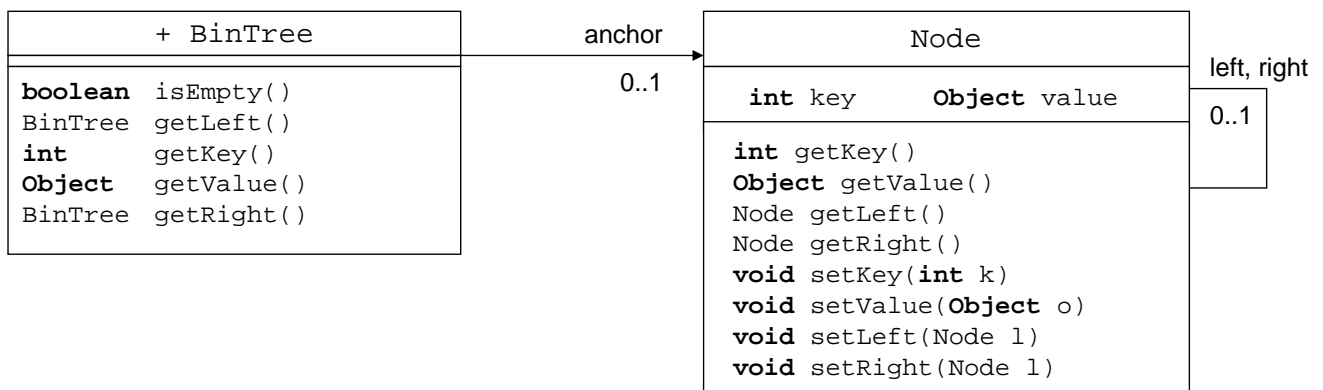 + BinTree
boolean isEmpty()
BinTree getLeft()
int getKey()
Object getValue()
BinTree getRight()
anchor
0..1
Node
int key Object value
int getKey()
Object getValue()
Node getLeft()
Node getRight()
void setKey(int k)
void setValue(Object o)
void setLeft(Node l)
void setRight(Node l)
left, right
0..1